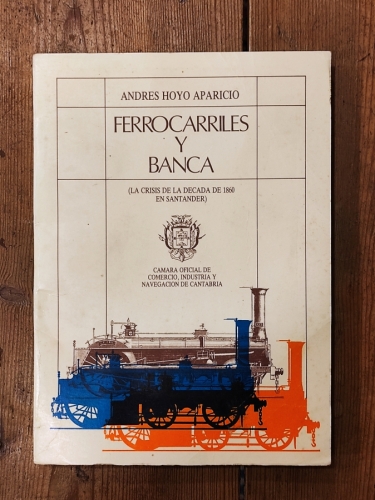 ANDRES HOYO APARICIO
FERROCARRILES
Y
BANCA
(LA CRISIS DE LA DECADA DE 1860
EN SANTANDER)
CAMARA OFICIAL DE
COMERCIO, INDUSTRIA Y
NAVEGACION DE CANTABRIA